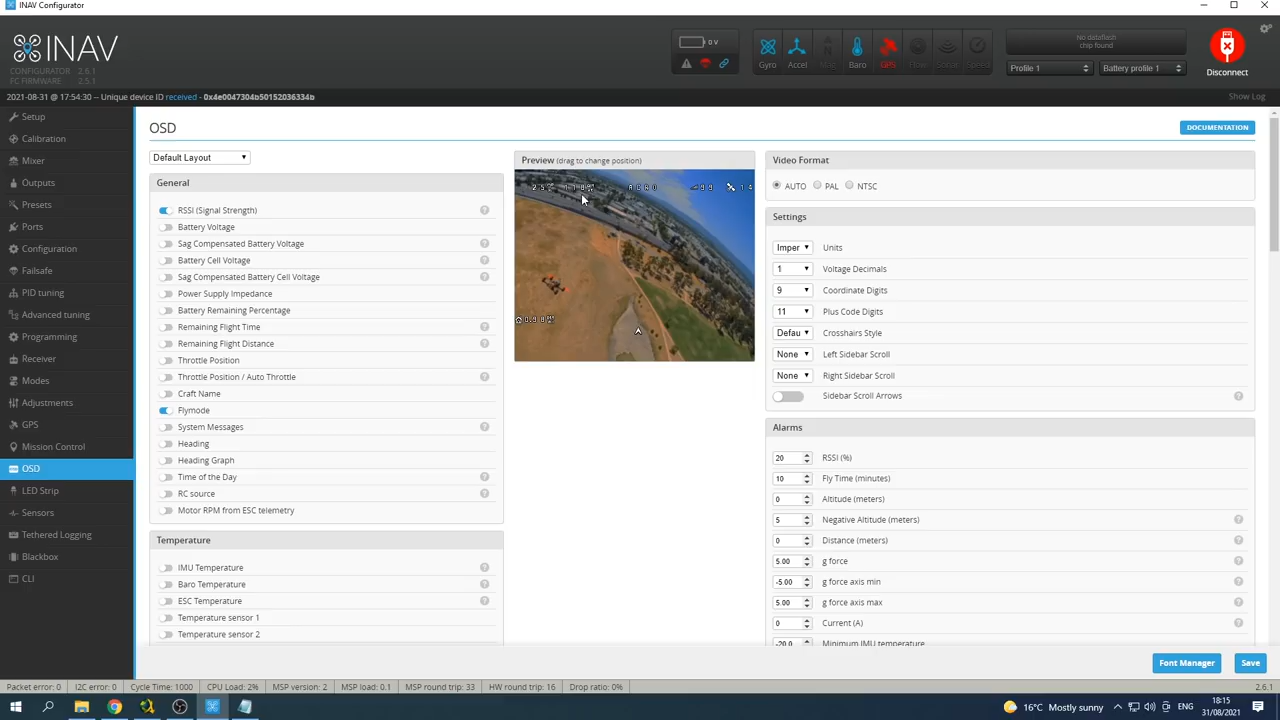 INAV Configurator
INAV
CONFIGURATOR 2.6.1
FC FIRMWARE 2.5.1
0 V
Gyro
Accel
Mag
Baro
GPS
Flow
Sonar
Speed
No dataflash
chip found
Profile 1
Battery profile 1
Disconnect
2021-08-31 @ 17:54:30 -- Unique device ID received - 0x4e0047304b50152036334b
Show Log
Setup
Calibration
Mixer
Outputs
Presets
Ports
Configuration
Failsafe
PID tuning
Advanced tuning
Programming
Receiver
Modes
Adjustments
GPS
Mission Control
OSD
LED Strip
Sensors
Tethered Logging
Blackbox
CLI
OSD
DOCUMENTATION
Default Layout
General
RSSI (Signal Strength)
Battery Voltage
Sag Compensated Battery Voltage
Battery Cell Voltage
Sag Compensated Battery Cell Voltage
Power Supply Impedance
Battery Remaining Percentage
Remaining Flight Time
Remaining Flight Distance
Throttle Position
Throttle Position / Auto Throttle
Craft Name
Flymode
System Messages
Heading
Heading Graph
Time of the Day
RC source
Motor RPM from ESC telemetry
Temperature
IMU Temperature
Baro Temperature
ESC Temperature
Temperature sensor 1
Temperature sensor 2
Preview (drag to change position)
ACRO
99
14
Video Format
AUTO PAL NTSC
Settings
Imper Units
1 Voltage Decimals
9 Coordinate Digits
11 Plus Code Digits
Defau Crosshairs Style
None Left Sidebar Scroll
None Right Sidebar Scroll
Sidebar Scroll Arrows
Alarms
20 RSSI (%)
10 Fly Time (minutes)
0 Altitude (meters)
5 Negative Altitude (meters)
0 Distance (meters)
5.00 g force
-5.00 g force axis min
5.00 g force axis max
0 Current (A)
-20.0 Minimum IMU temperature
Font Manager
Save
Packet error: 0
I2C error: 0
Cycle Time: 1000
CPU Load: 2%
MSP version: 2
MSP load: 0.1
MSP round trip: 33
HW round trip: 16
Drop ratio: 0%
2.6.1
16°C Mostly sunny
ENG
18:15
31/08/2021